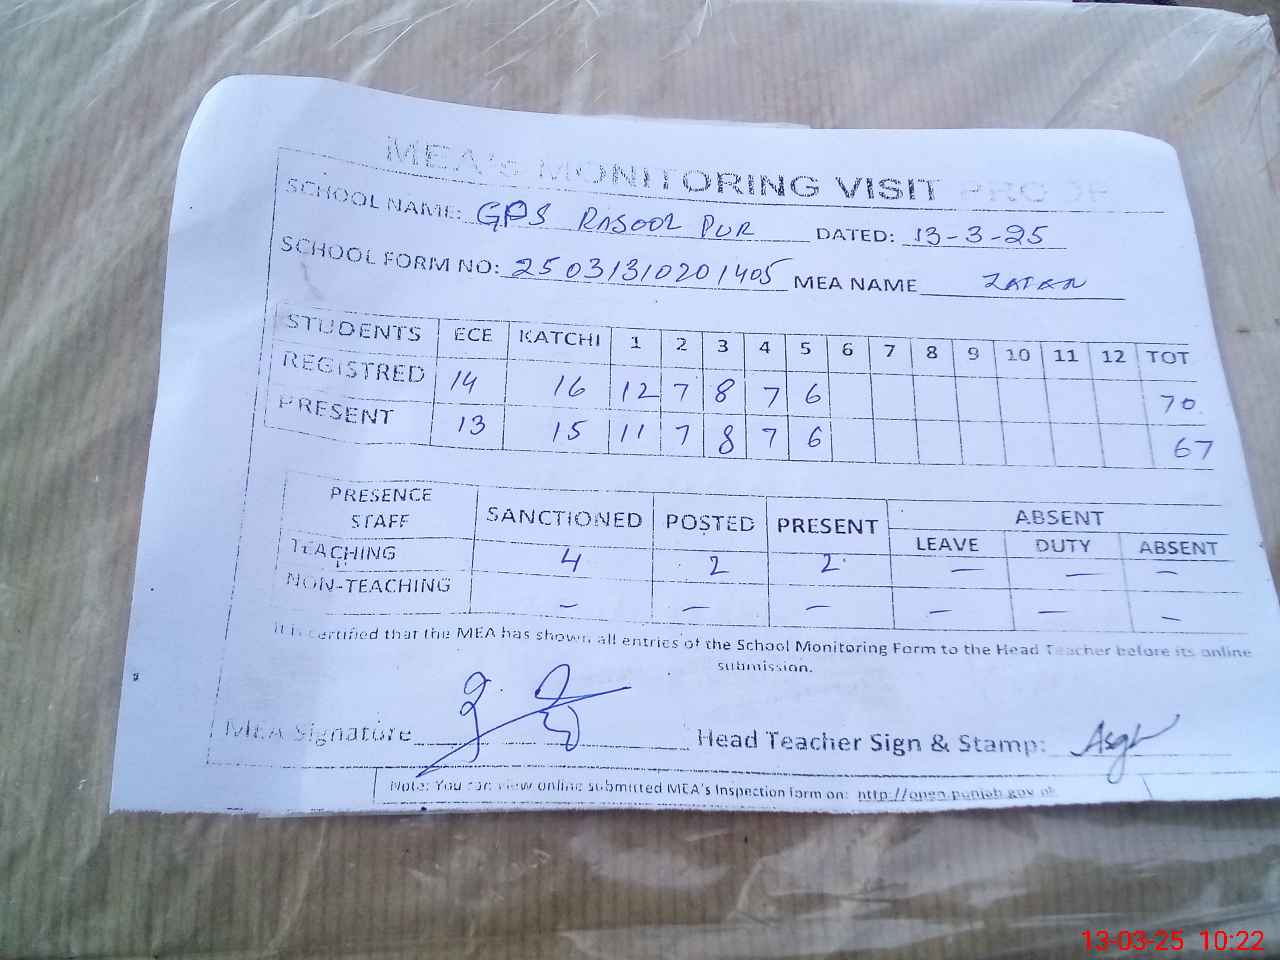 MEA's MONITORING VISIT PROOF
SCHOOL NAME: GPS RASOOL PUR DATED: 13-3-25
SCHOOL FORM NO: 25031310201405 MEA NAME
STUDENTS ECE KATCHI 1 2 3 4 5 6 7 8 9 10 11 12 TOT
REGISTRED 14 16 12 7 8 7 6 70
PRESENT 13 15 11 7 8 7 6 67
PRESENCE STAFF SANCTIONED POSTED PRESENT ABSENT
LEAVE DUTY ABSENT
TEACHING 4 2 2 — — —
NON-TEACHING — — — — — —
It is certified that the MEA has shown all entries of the School Monitoring Form to the Head Teacher before its online
submission.
MEA Signature Head Teacher Sign & Stamp:
Note: You can view online submitted MEA's Inspection form on: http://open.punjab.gov.pk
13-03-25 10:22